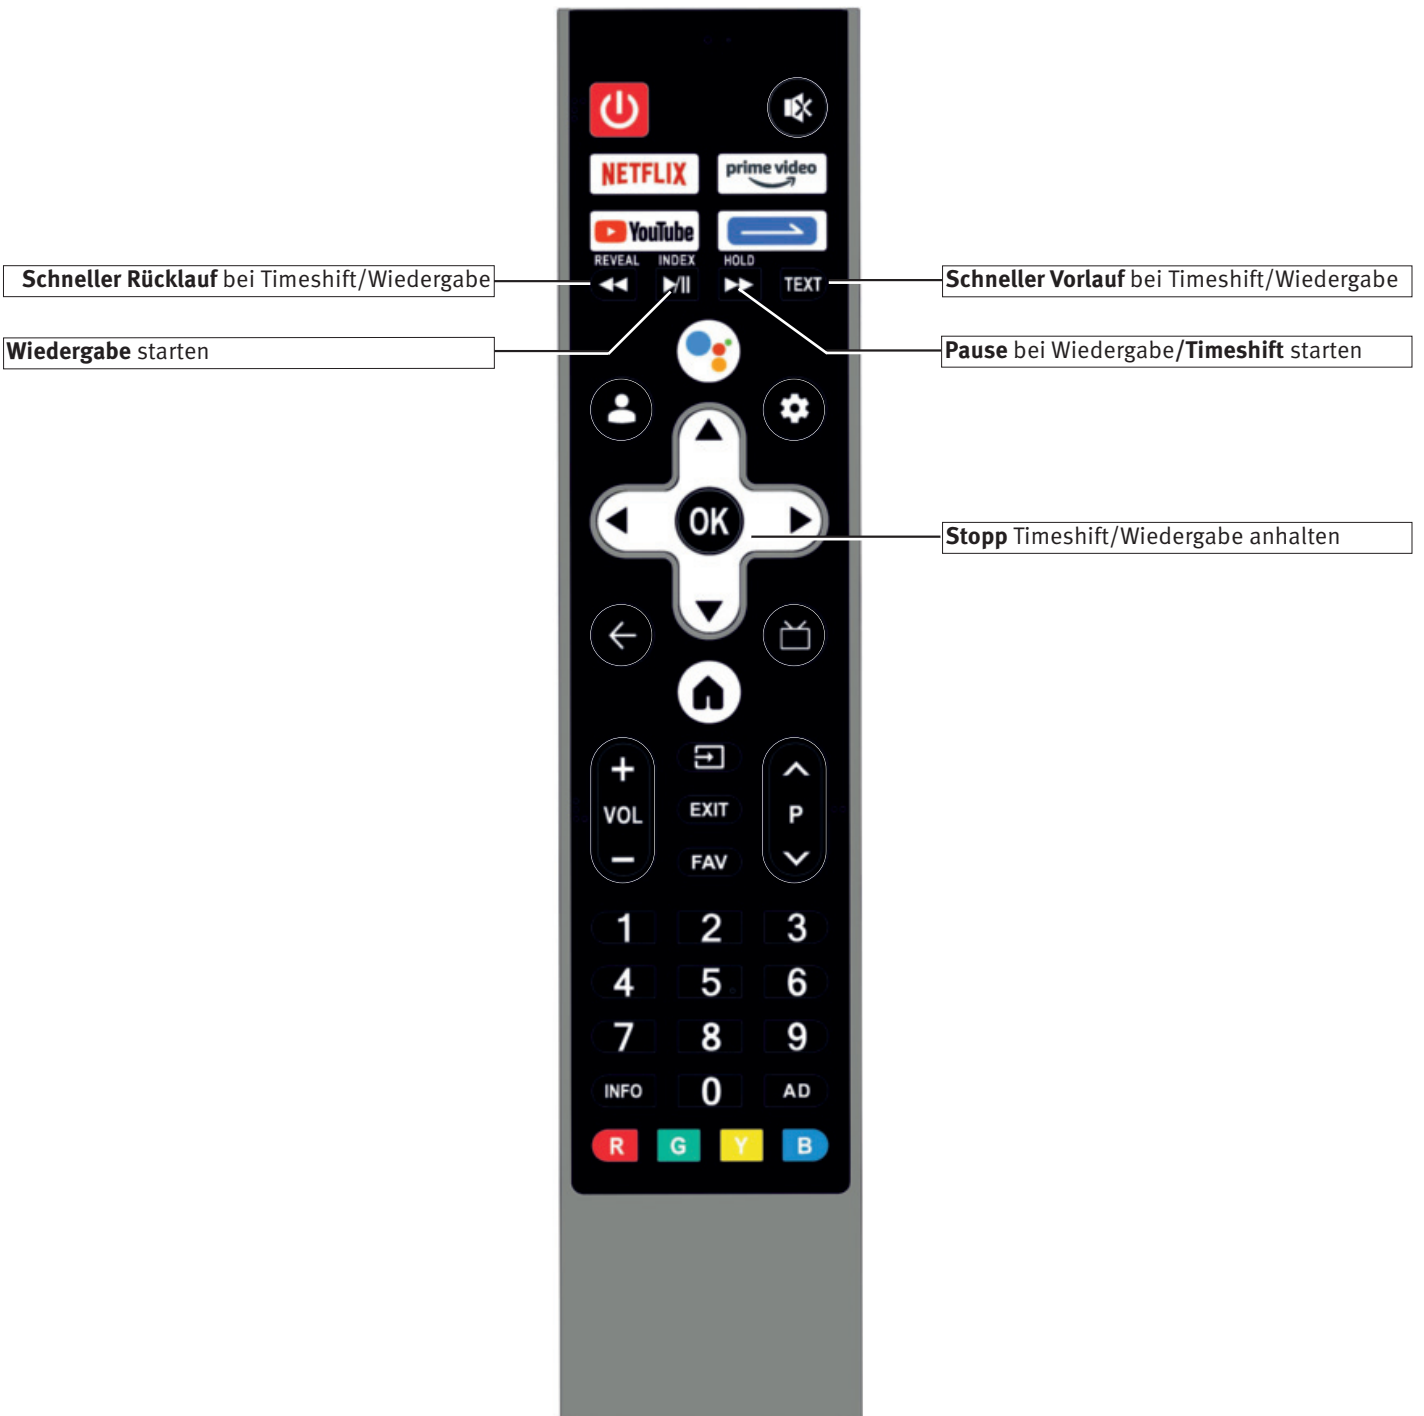 NETFLIX
prime video
YouTube
REVEAL INDEX HOLD
TEXT
Schneller Rücklauf bei Timeshift/Wiedergabe
Schneller Vorlauf bei Timeshift/Wiedergabe
Wiedergabe starten
Pause bei Wiedergabe/Timeshift starten
OK
Stopp Timeshift/Wiedergabe anhalten
VOL
EXIT
P
FAV
1 2 3
4 5 6
7 8 9
INFO 0 AD
R G Y B